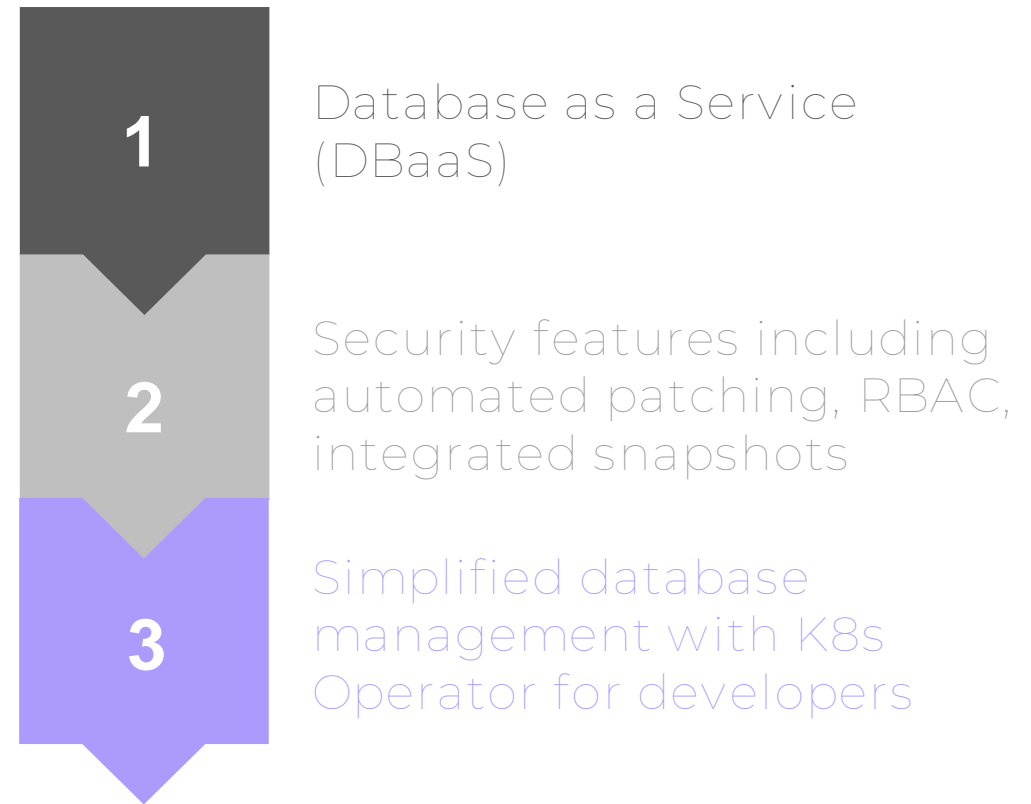 1
Database as a Service
(DBaaS)
2
Security features including
automated patching, RBAC,
integrated snapshots
3
Simplified database
management with K8s
Operator for developers